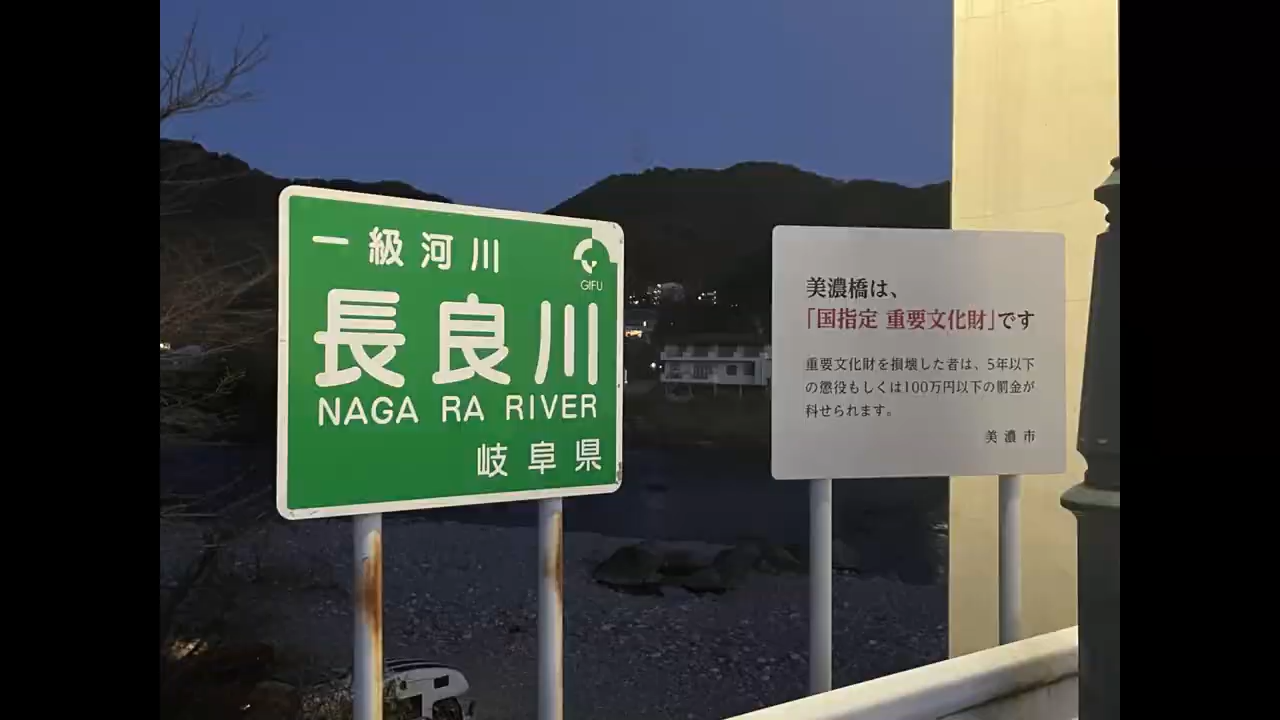 一級河川
GIFU
長良川
NAGARA RIVER
岐阜県
美濃橋は、
「国指定 重要文化財」です
重要文化財を損壊した者は、5年以下
の懲役もしくは100万円以下の罰金が
科せられます。
美濃市